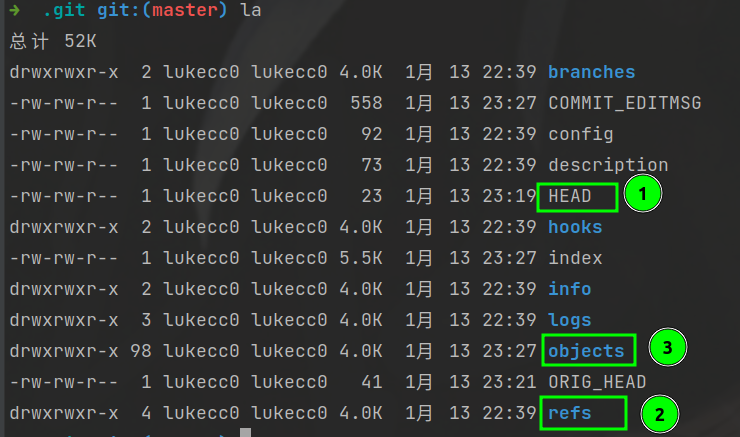 ➜ .git git:(master) la
总计 52K
drwxrwxr-x 2 lukecc0 lukecc0 4.0K 1月 13 22:39 branches
-rw-rw-r-- 1 lukecc0 lukecc0 558 1月 13 23:27 COMMIT_EDITMSG
-rw-rw-r-- 1 lukecc0 lukecc0 92 1月 13 22:39 config
-rw-rw-r-- 1 lukecc0 lukecc0 73 1月 13 22:39 description
-rw-rw-r-- 1 lukecc0 lukecc0 23 1月 13 23:19 HEAD 1
drwxrwxr-x 2 lukecc0 lukecc0 4.0K 1月 13 22:39 hooks
-rw-rw-r-- 1 lukecc0 lukecc0 5.5K 1月 13 23:27 index
drwxrwxr-x 2 lukecc0 lukecc0 4.0K 1月 13 22:39 info
drwxrwxr-x 3 lukecc0 lukecc0 4.0K 1月 13 22:39 logs
drwxrwxr-x 98 lukecc0 lukecc0 4.0K 1月 13 23:27 objects 3
-rw-rw-r-- 1 lukecc0 lukecc0 41 1月 13 23:21 ORIG_HEAD
drwxrwxr-x 4 lukecc0 lukecc0 4.0K 1月 13 22:39 refs 2